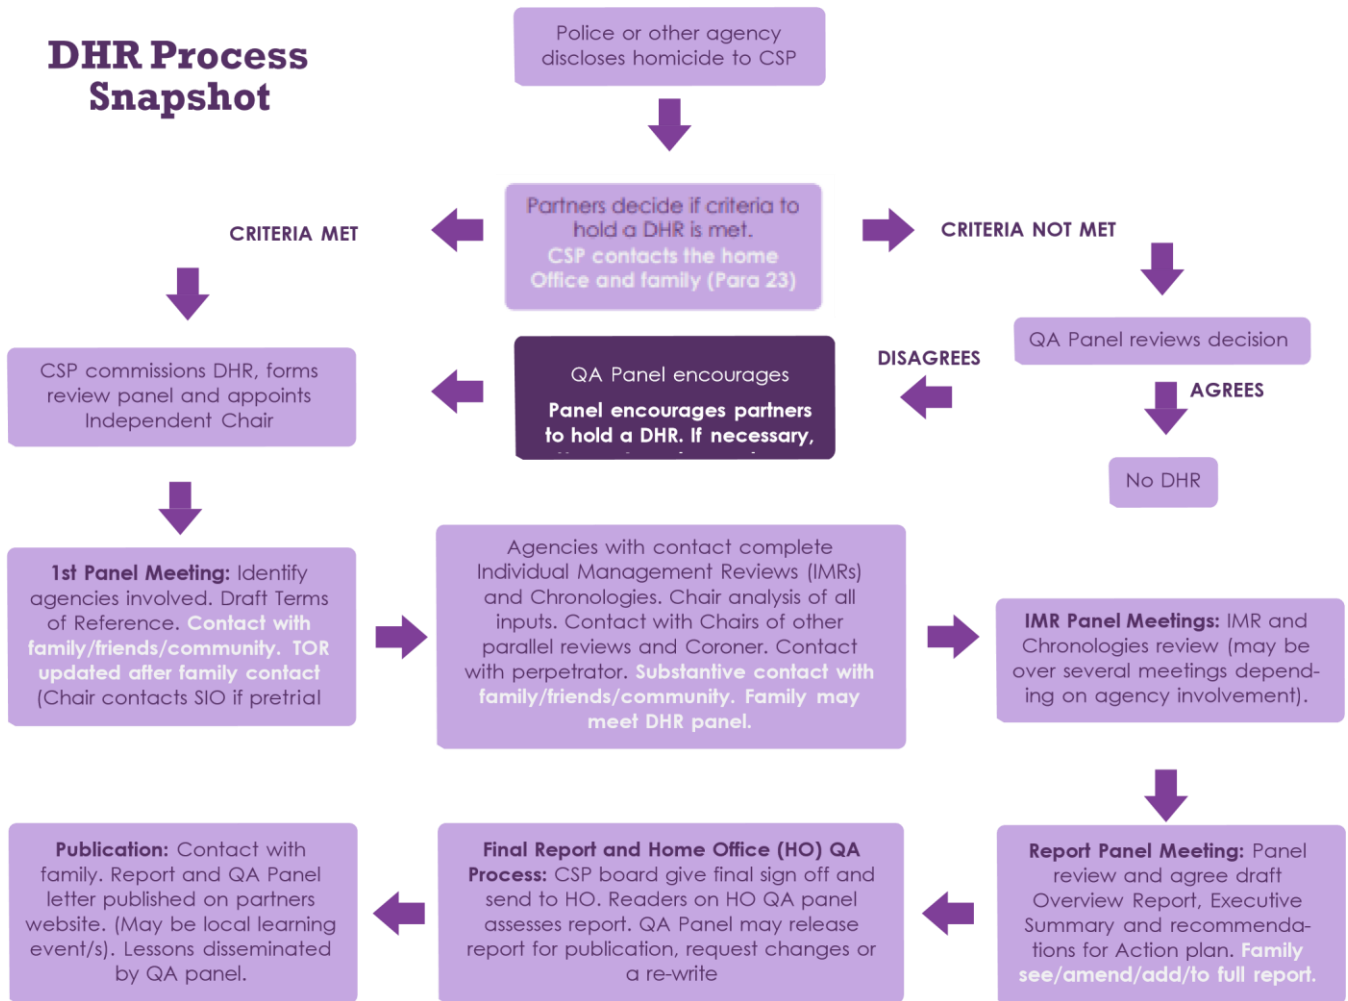 DHR Process
Snapshot
Police or other agency
discloses homicide to CSP
Partners decide if criteria to
hold a DHR is met.
CSP contacts the home
Office and family (Para 23)
CRITERIA MET
CRITERIA NOT MET
QA Panel reviews decision
DISAGREES
AGREES
No DHR
QA Panel encourages
Panel encourages partners
to hold a DHR. If necessary,
CSP commissions DHR, forms
review panel and appoints
Independent Chair
1st Panel Meeting: Identify
agencies involved. Draft Terms
of Reference. Contact with
family/friends/community. TOR
updated after family contact
(Chair contacts SIO if pretrial
Agencies with contact complete
Individual Management Reviews (IMRs)
and Chronologies. Chair analysis of all
inputs. Contact with Chairs of other
parallel reviews and Coroner. Contact
with perpetrator. Substantive contact with
family/friends/community. Family may
meet DHR panel.
IMR Panel Meetings: IMR and
Chronologies review (may be
over several meetings depend-
ing on agency involvement).
Report Panel Meeting: Panel
review and agree draft
Overview Report, Executive
Summary and recommenda-
tions for Action plan. Family
see/amend/add/to full report.
Final Report and Home Office (HO) QA
Process: CSP board give final sign off and
send to HO. Readers on HO QA panel
assesses report. QA Panel may release
report for publication, request changes or
a re-write
Publication: Contact with
family. Report and QA Panel
letter published on partners
website. (May be local learning
event/s). Lessons disseminated
by QA panel.